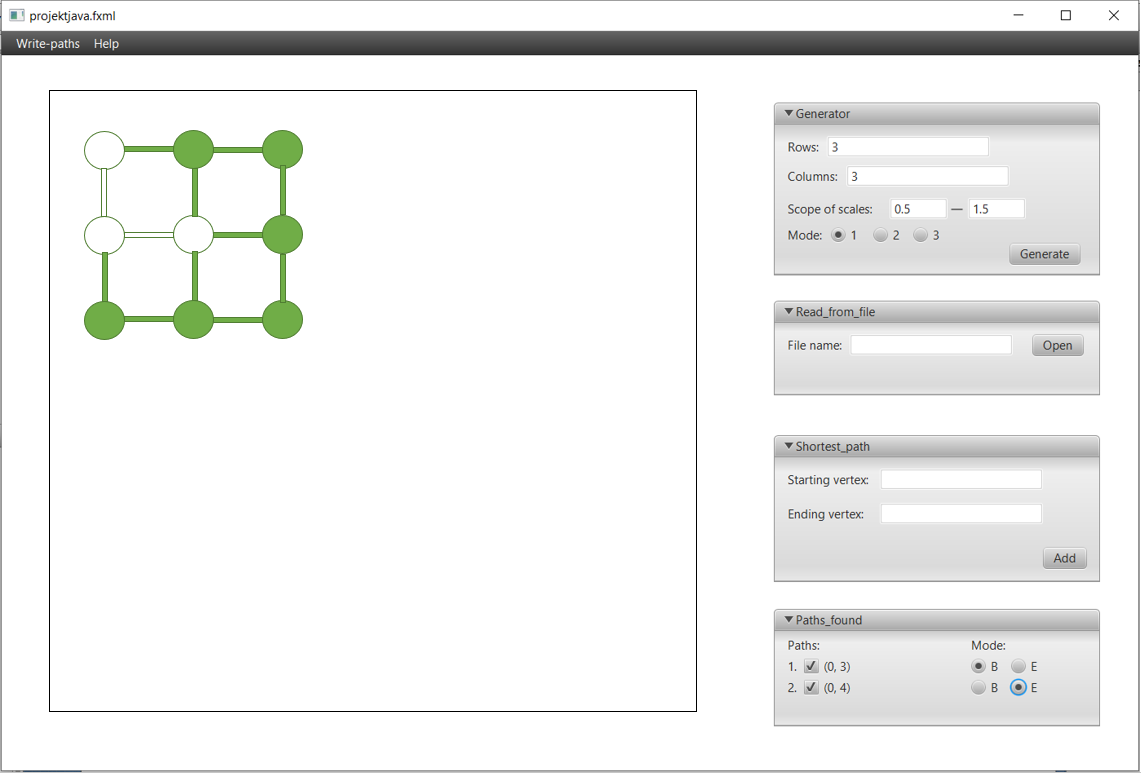 projektjava.fxml
Write-paths Help
Generator
Rows: 3
Columns: 3
Scope of scales: 0.5 — 1.5
Mode: 1 2 3
Generate
Read_from_file
File name: Open
Shortest_path
Starting vertex:
Ending vertex:
Add
Paths_found
Paths: Mode:
1. (0, 3) B E
2. (0, 4) B E